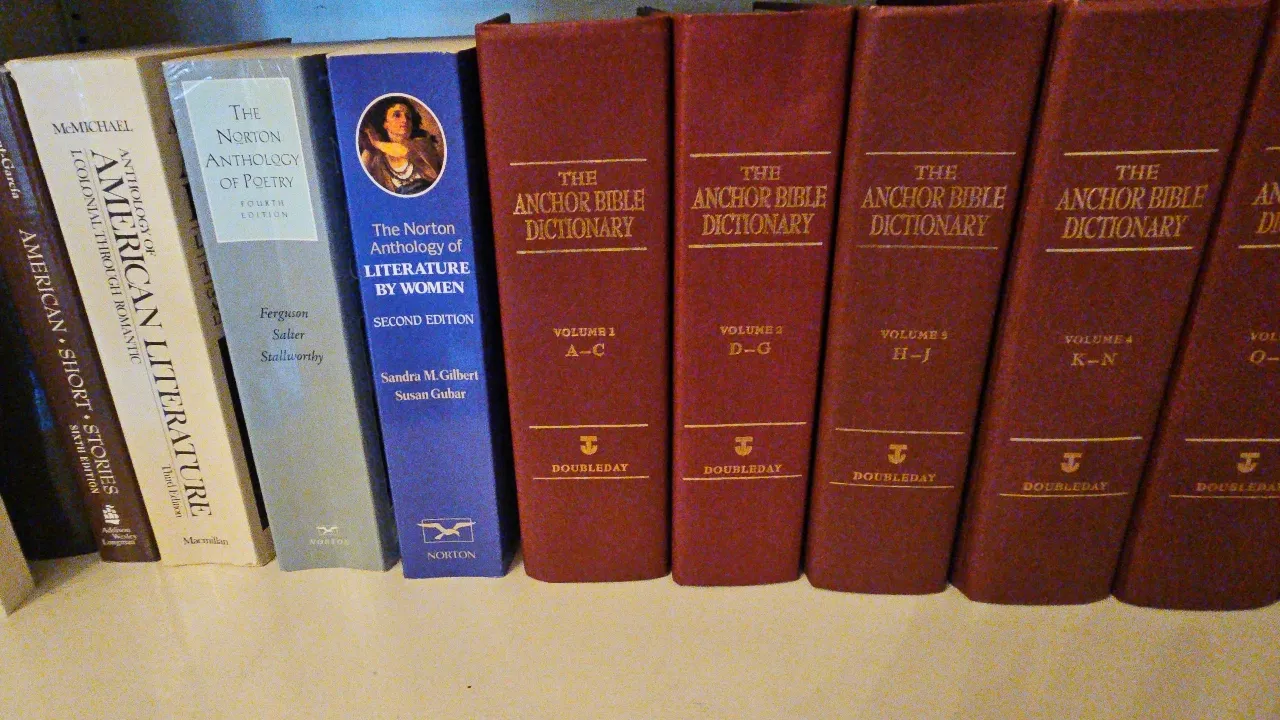 AMERICAN • SHORT • STORIES
SIXTH EDITION
Addison
Wesley
Longman
McMICHAEL
ANTHOLOGY OF
AMERICAN LITERATURE
I. COLONIAL THROUGH ROMANTIC
Third Edition
Macmillan
THE
NORTON
ANTHOLOGY
OF POETRY
FOURTH
EDITION
Ferguson
Salter
Stallworthy
NORTON
The Norton
Anthology of
LITERATURE
BY WOMEN
SECOND EDITION
Sandra M. Gilbert
Susan Gubar
NORTON
THE
ANCHOR BIBLE
DICTIONARY
VOLUME 1
A–C
DOUBLEDAY
THE
ANCHOR BIBLE
DICTIONARY
VOLUME 2
D–G
DOUBLEDAY
THE
ANCHOR BIBLE
DICTIONARY
VOLUME 3
H–J
DOUBLEDAY
THE
ANCHOR BIBLE
DICTIONARY
VOLUME 4
K–N
DOUBLEDAY
DOUBLEDAY